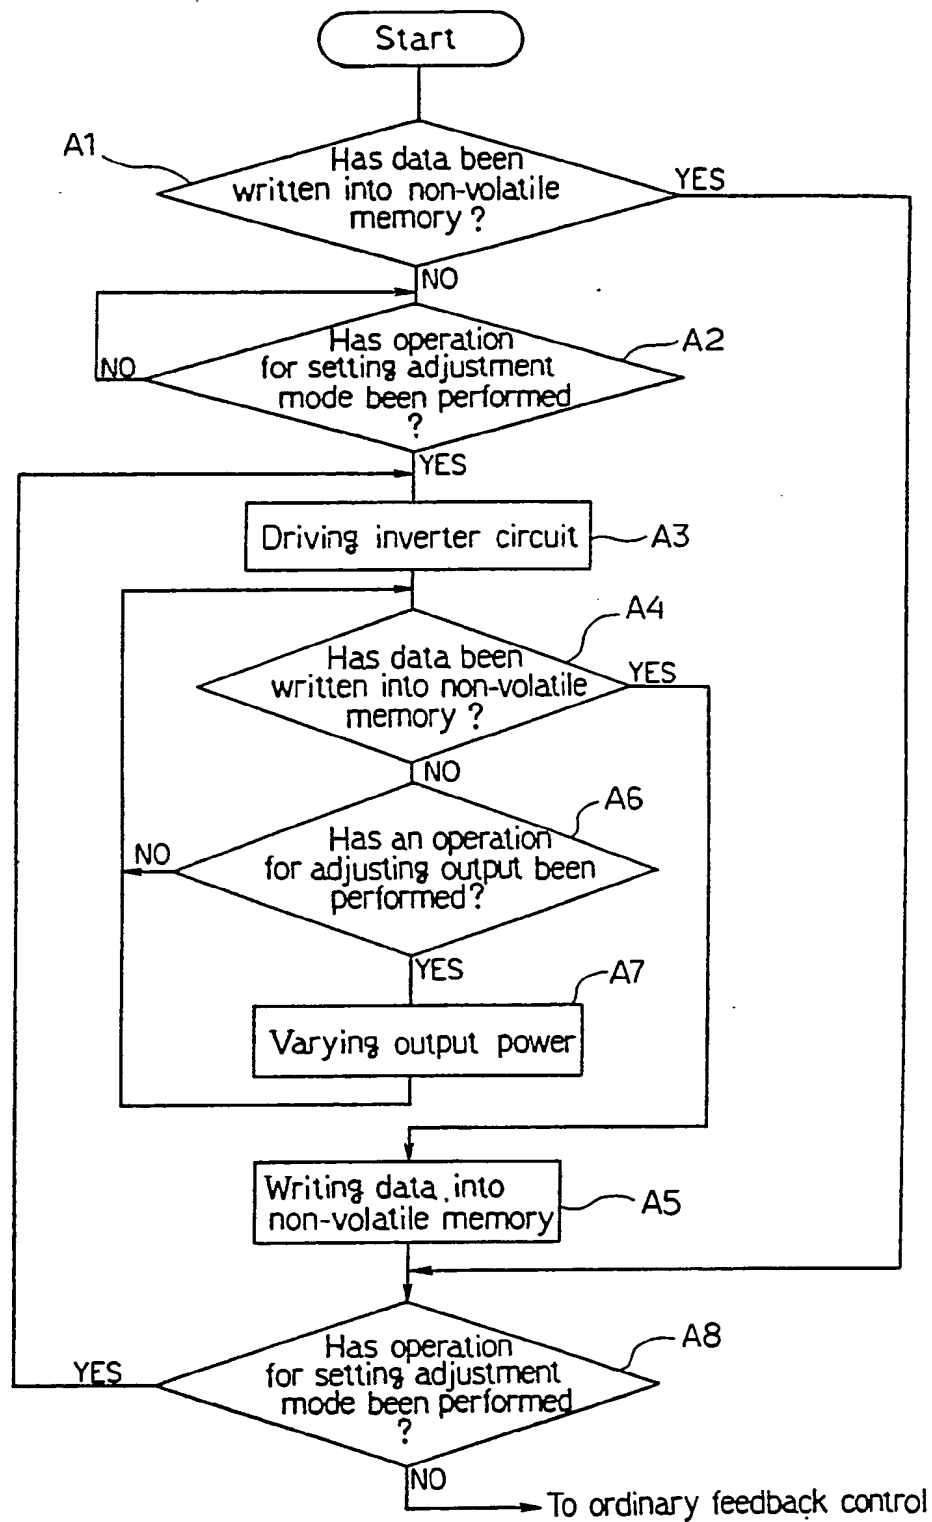 Start
A1
Has data been
written into non-volatile
memory ?
YES
NO
A2
Has operation
for setting adjustment
mode been performed
?
NO
YES
Driving inverter circuit
A3
A4
Has data been
written into non-volatile
memory ?
YES
NO
A6
Has an operation
for adjusting output been
performed?
NO
YES
A7
Varying output power
Writing data into
non-volatile memory
A5
A8
Has operation
for setting adjustment
mode been performed
?
YES
NO
To ordinary feedback control